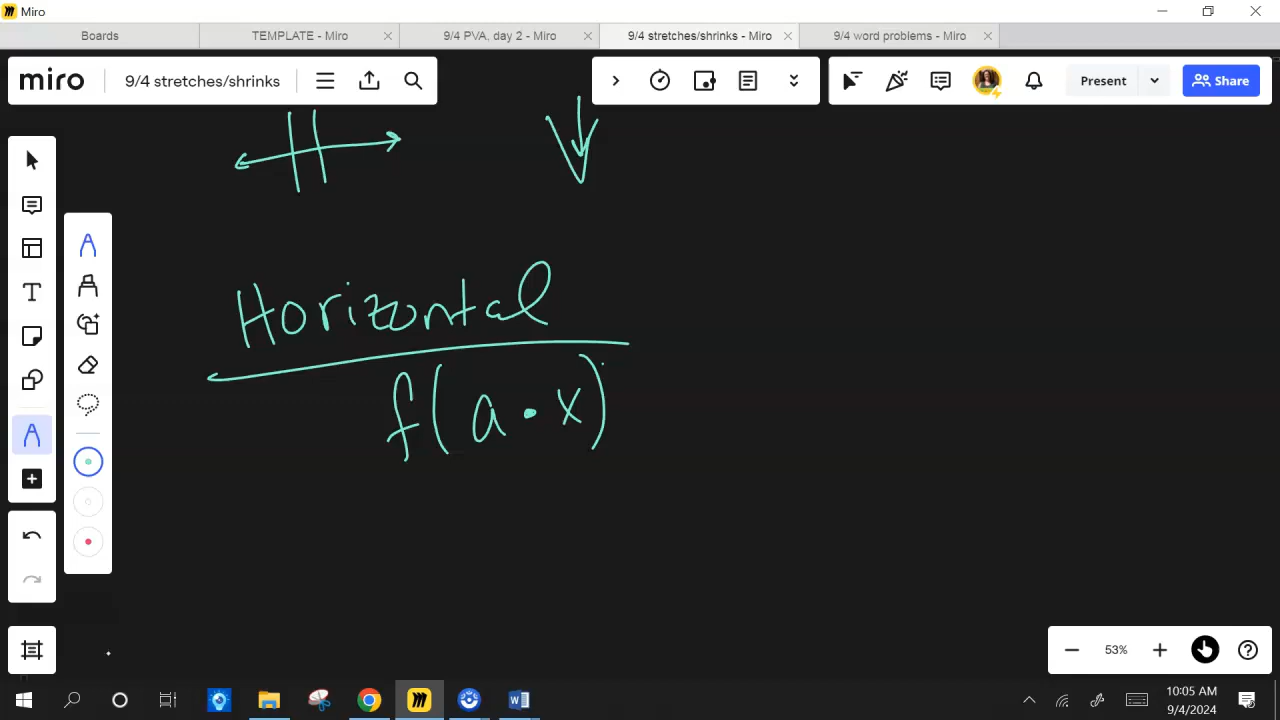 Miro
Boards
TEMPLATE - Miro
9/4 PVA, day 2 - Miro
9/4 stretches/shrinks - Miro
9/4 word problems - Miro
miro
9/4 stretches/shrinks
Present
Share
Horizontal
f(a · x)
53%
10:05 AM
9/4/2024